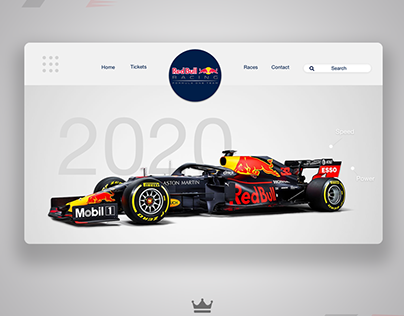 Home
Tickets
Red Bull
RACING
Races
Contact
Search
2020
Speed
Power
ESSO
33
ASTON MARTIN
Red Bull
PIRELLI
Mobil 1